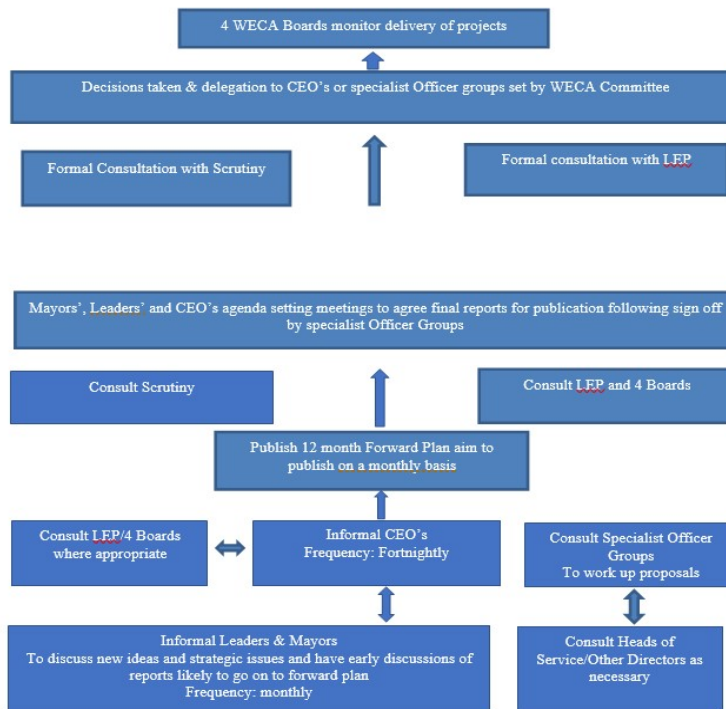 4 WECA Boards monitor delivery of projects
Decisions taken & delegation to CEO’s or specialist Officer groups set by WECA Committee
Formal Consultation with Scrutiny
Formal consultation with LEP
Mayors’, Leaders’ and CEO’s agenda setting meetings to agree final reports for publication following sign off
by specialist Officer Groups
Consult Scrutiny
Consult LEP and 4 Boards
Publish 12 month Forward Plan aim to
publish on a monthly basis
Consult LEP/4 Boards
where appropriate
Informal CEO’s
Frequency: Fortnightly
Consult Specialist Officer
Groups
To work up proposals
Informal Leaders & Mayors
To discuss new ideas and strategic issues and have early discussions of
reports likely to go on to forward plan
Frequency: monthly
Consult Heads of
Service/Other Directors as
necessary